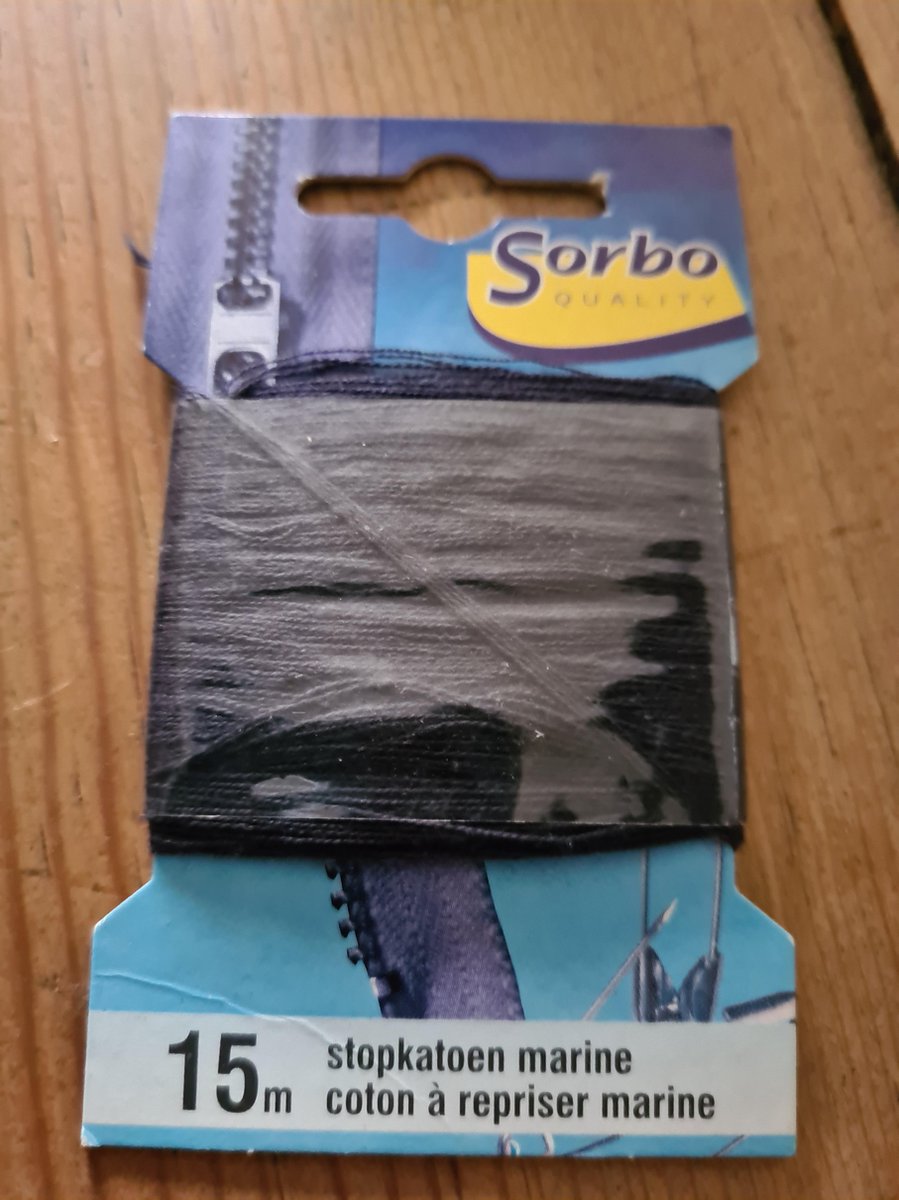 Sorbo
QUALITY
15m
stopkatoen marine
coton à repriser marine